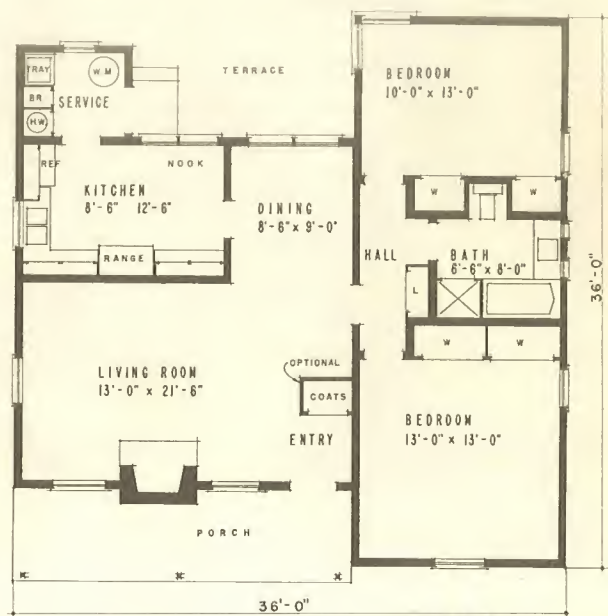 TRAY
W.M
TERRACE
BEDROOM
10'-0" x 13'-0"
BR
SERVICE
H.W.
REF
NOOK
KITCHEN
8'-6" 12'-6"
DINING
8'-6" x 9'-0"
W
W
HALL
BATH
6'-6" x 8'-0"
RANGE
L
36'-0"
LIVING ROOM
13'-0" x 21'-6"
OPTIONAL
COATS
W
W
ENTRY
BEDROOM
13'-0" x 13'-0"
PORCH
36'-0"